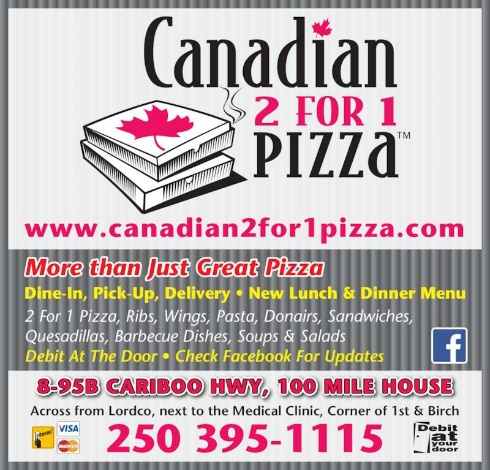 Canadian
2 FOR 1
PIZZA™
www.canadian2for1pizza.com
More than Just Great Pizza
Dine-In, Pick-Up, Delivery • New Lunch & Dinner Menu
2 For 1 Pizza, Ribs, Wings, Pasta, Donairs, Sandwiches,
Quesadillas, Barbecue Dishes, Soups & Salads
Debit At The Door • Check Facebook For Updates
f
8-95B CARIBOO HWY, 100 MILE HOUSE
Across from Lordco, next to the Medical Clinic, Corner of 1st & Birch
VISA
MasterCard
250 395-1115
Debit
at
your
door